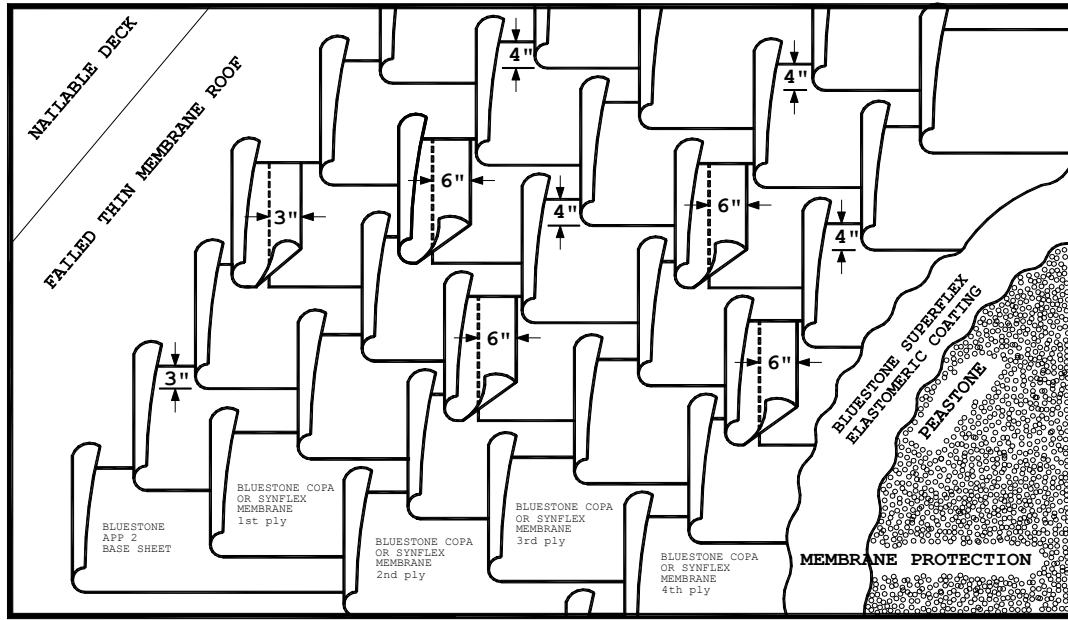 NAILABLE DECK
FAILED THIN MEMBRANE ROOF
4"
4"
3"
6"
4"
6"
4"
3"
6"
6"
BLUESTONE SUPERFLEX
ELASTOMERIC COATING
PEASTONE
BLUESTONE
APP 2
BASE SHEET
BLUESTONE COPA
OR SYNFLEX
MEMBRANE
1st ply
BLUESTONE COPA
OR SYNFLEX
MEMBRANE
2nd ply
BLUESTONE COPA
OR SYNFLEX
MEMBRANE
3rd ply
BLUESTONE COPA
OR SYNFLEX
MEMBRANE
4th ply
MEMBRANE PROTECTION